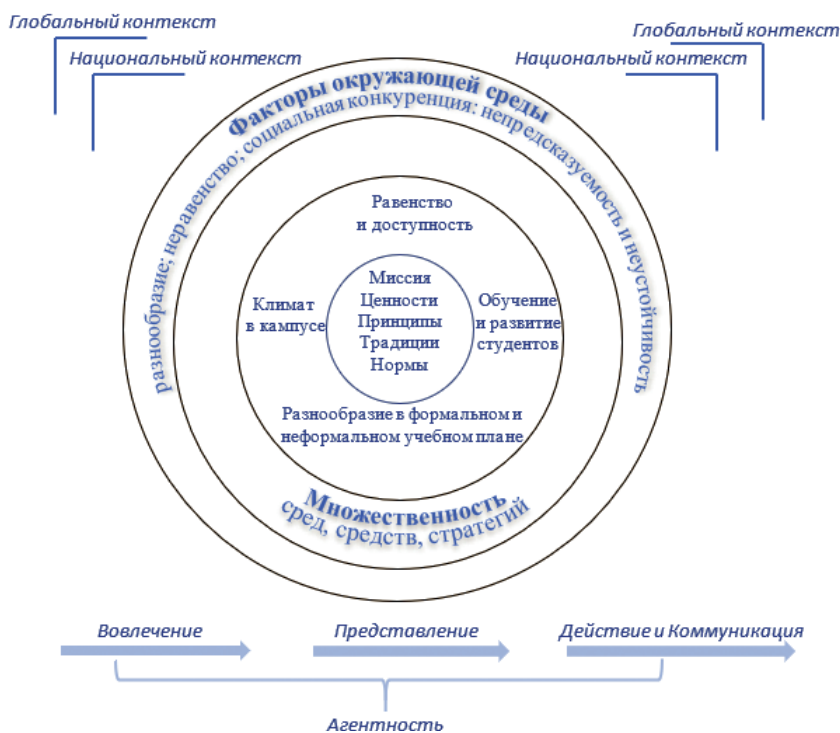 Глобальный контекст
Глобальный контекст
Национальный контекст
Национальный контекст
Факторы окружающей среды
Разнообразие; неравенство; социальная конкуренция: непредсказуемость и неустойчивость
Равенство
и доступность
Климат
в кампусе
Миссия
Ценности
Принципы
Традиции
Нормы
Обучение
и развитие
студентов
Разнообразие в формальном и
неформальном учебном плане
Множественность
сред, средств, стратегий
Вовлечение
Представление
Действие и Коммуникация
Агентность